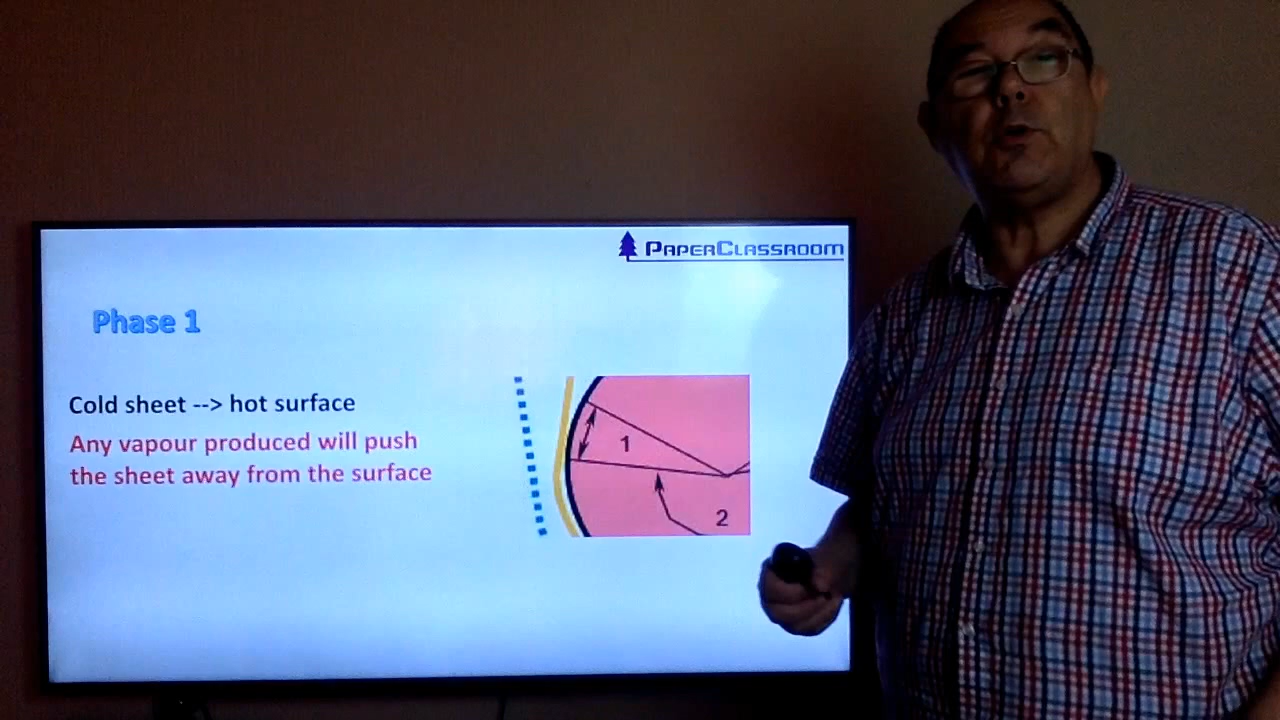 PaperClassroom
Phase 1
Cold sheet --> hot surface
Any vapour produced will push
the sheet away from the surface
1
2